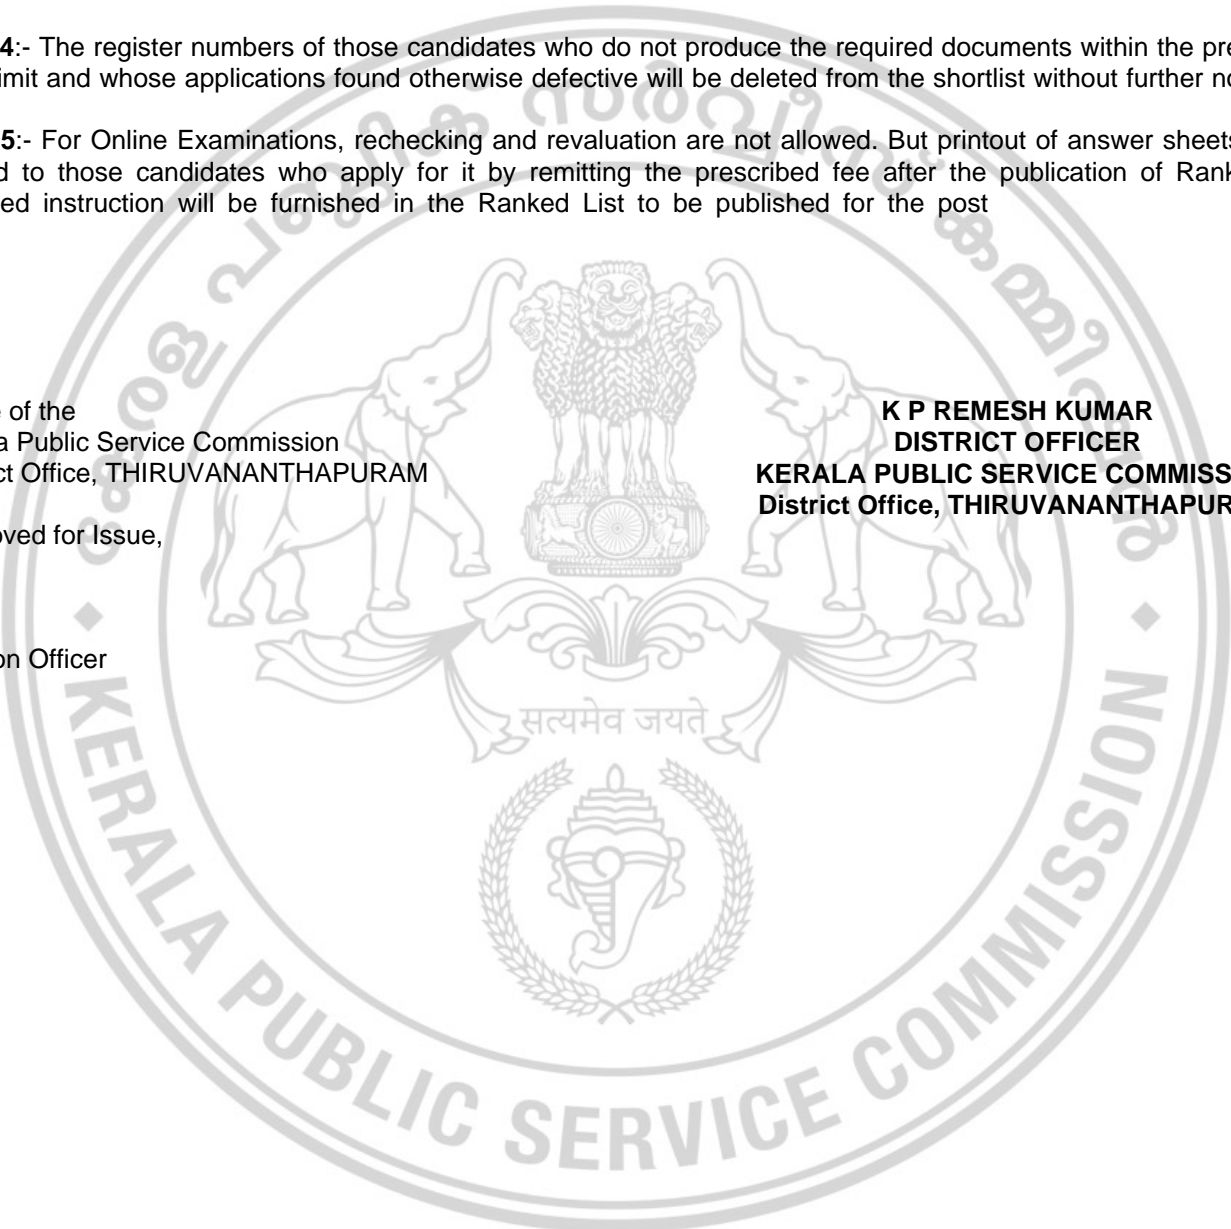 4:- The register numbers of those candidates who do not produce the required documents within the pre
imit and whose applications found otherwise defective will be deleted from the shortlist without further no
5:- For Online Examinations, rechecking and revaluation are not allowed. But printout of answer sheets
d to those candidates who apply for it by remitting the prescribed fee after the publication of Rank
ed instruction will be furnished in the Ranked List to be published for the post
കേരള പബ്ലിക് സർവീസ് കമ്മീഷൻ
e of the
a Public Service Commission
ct Office, THIRUVANANTHAPURAM
K P REMESH KUMAR
DISTRICT OFFICER
KERALA PUBLIC SERVICE COMMISS
District Office, THIRUVANANTHAPUR
oved for Issue,
on Officer
सत्यमेव जयते
KERALA PUBLIC SERVICE COMMISSION